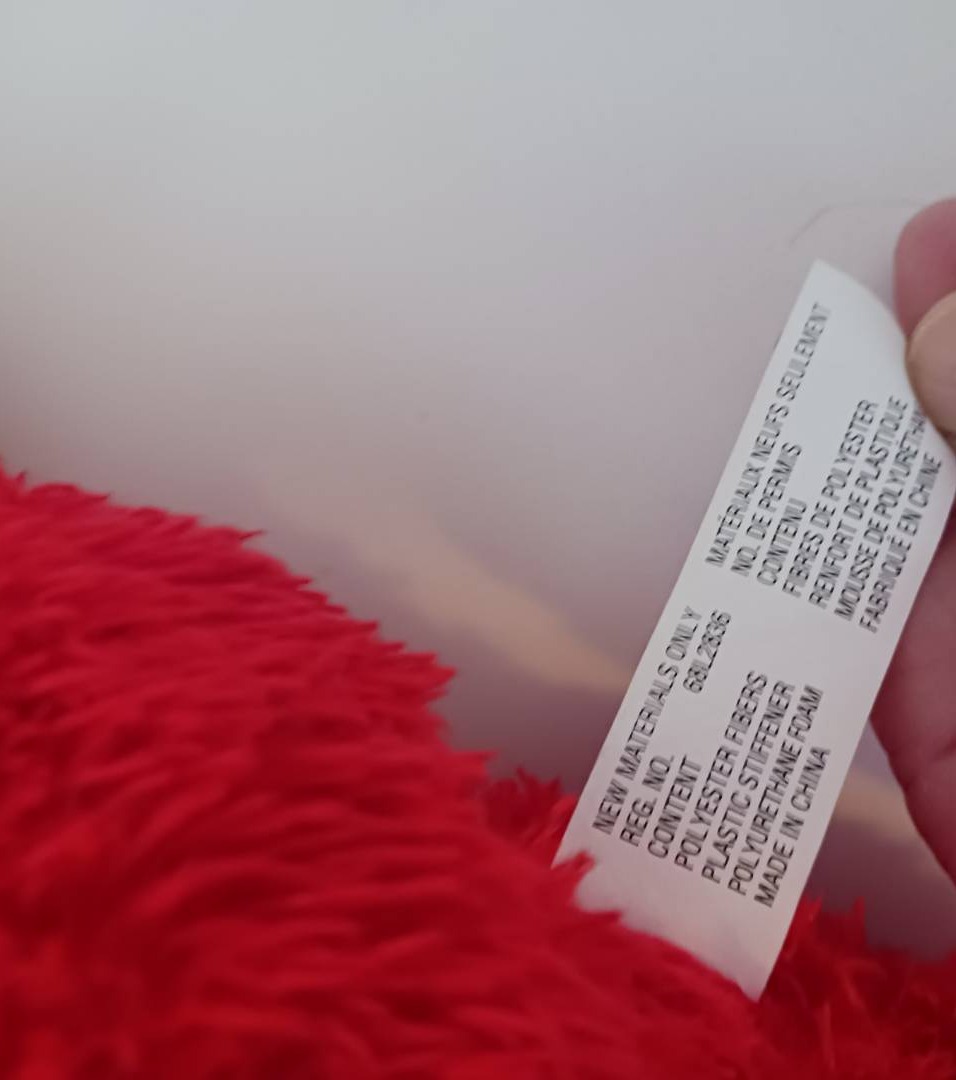 NEW MATERIALS ONLY
REG. NO. 68L2836
CONTENT
POLYESTER FIBERS
PLASTIC STIFFENER
POLYURETHANE FOAM
MADE IN CHINA
MATÉRIAUX NEUFS SEULEMENT
NO. DE PERMIS
CONTENU
FIBRES DE POLYESTER
RENFORT DE PLASTIQUE
MOUSSE DE POLYURÉTHA
FABRIQUÉ EN CHINE